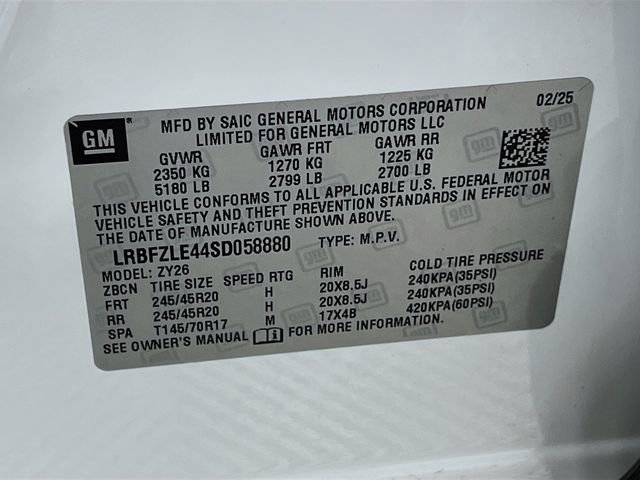 GM
MFD BY SAIC GENERAL MOTORS CORPORATION 02/25
LIMITED FOR GENERAL MOTORS LLC
GVWR GAWR FRT GAWR RR
2350 KG 1270 KG 1225 KG
5180 LB 2799 LB 2700 LB
THIS VEHICLE CONFORMS TO ALL APPLICABLE U.S. FEDERAL MOTOR
VEHICLE SAFETY AND THEFT PREVENTION STANDARDS IN EFFECT ON
THE DATE OF MANUFACTURE SHOWN ABOVE.
LRBFZLE44SD058880 TYPE: M.P.V.
MODEL: ZY26
ZBCN TIRE SIZE SPEED RTG RIM COLD TIRE PRESSURE
FRT 245/45R20 H 20X8.5J 240KPA(35PSI)
RR 245/45R20 H 20X8.5J 240KPA(35PSI)
SPA T145/70R17 M 17X4B 420KPA(60PSI)
SEE OWNER'S MANUAL FOR MORE INFORMATION.